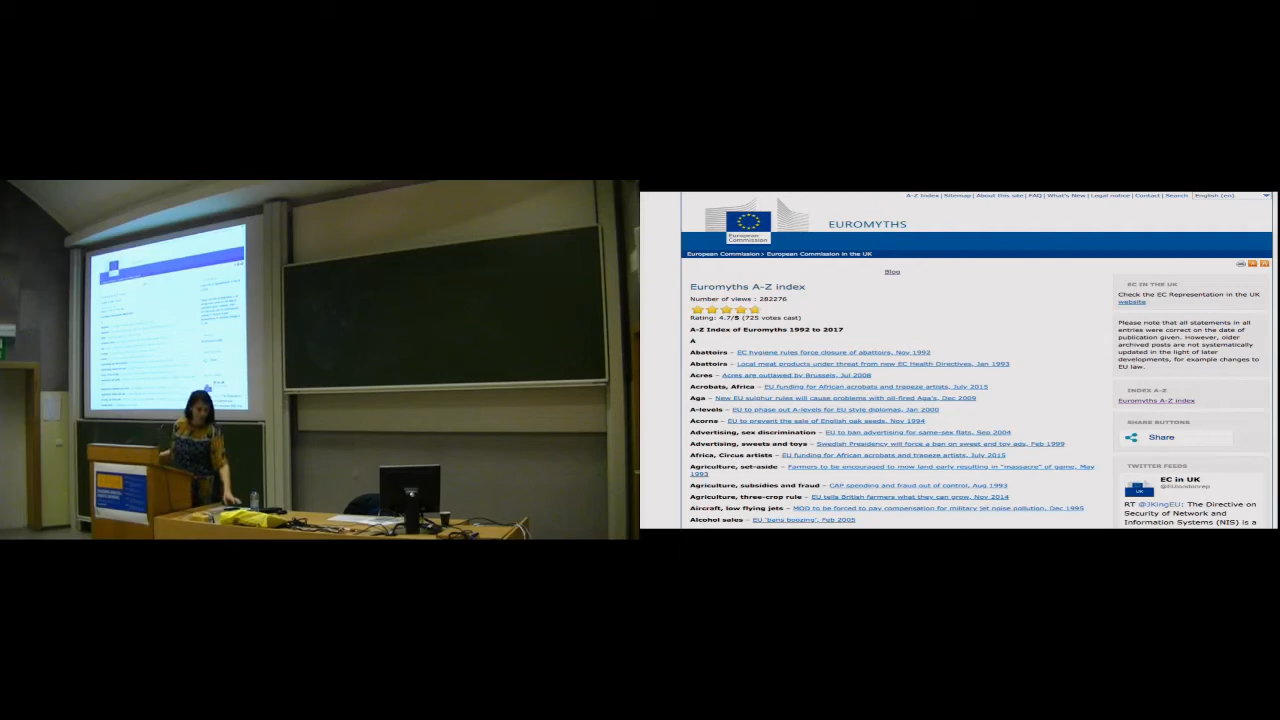 A-Z Index | Sitemap | About this site | FAQ | What's New | Legal notice | Contact | Search | English (en)
European
Commission
EUROMYTHS
European Commission > European Commission in the UK
Blog
Euromyths A-Z index
Number of views : 282276
Rating: 4.7/5 (725 votes cast)
A-Z Index of Euromyths 1992 to 2017
A
Abattoirs – EC hygiene rules force closure of abattoirs, Nov 1992
Abattoirs – Local meat products under threat from new EC Health Directives, Jan 1993
Acres – Acres are outlawed by Brussels, Jul 2008
Acrobats, Africa – EU funding for African acrobats and trapeze artists, July 2015
Aga – New EU sulphur rules will cause problems with oil-fired Aga's, Dec 2009
A-levels – EU to phase out A-levels for EU style diplomas, Jan 2000
Acorns – EU to prevent the sale of English oak seeds, Nov 1994
Advertising, sex discrimination – EU to ban advertising for same-sex flats, Sep 2004
Advertising, sweets and toys – Swedish Presidency will force a ban on sweet and toy ads, Feb 1999
Africa, Circus artists – EU funding for African acrobats and trapeze artists, July 2015
Agriculture, set-aside – Farmers to be encouraged to mow land early resulting in "massacre" of game, May
1993
Agriculture, subsidies and fraud – CAP spending and fraud out of control, Aug 1993
Agriculture, three-crop rule – EU tells British farmers what they can grow, Nov 2014
Aircraft, low flying jets – MOD to be forced to pay compensation for military jet noise pollution, Dec 1995
Alcohol sales – EU 'bans boozing', Feb 2005
EC IN THE UK
Check the EC Representation in the UK
website
Please note that all statements in all
entries were correct on the date of
publication given. However, older
archived posts are not systematically
updated in the light of later
developments, for example changes to
EU law.
INDEX A-Z
Euromyths A-Z index
SHARE BUTTONS
Share
TWITTER FEEDS
EC in UK
@EUlondonrep
UK
RT @JKingEU: The Directive on
Security of Network and
Information Systems (NIS) is a